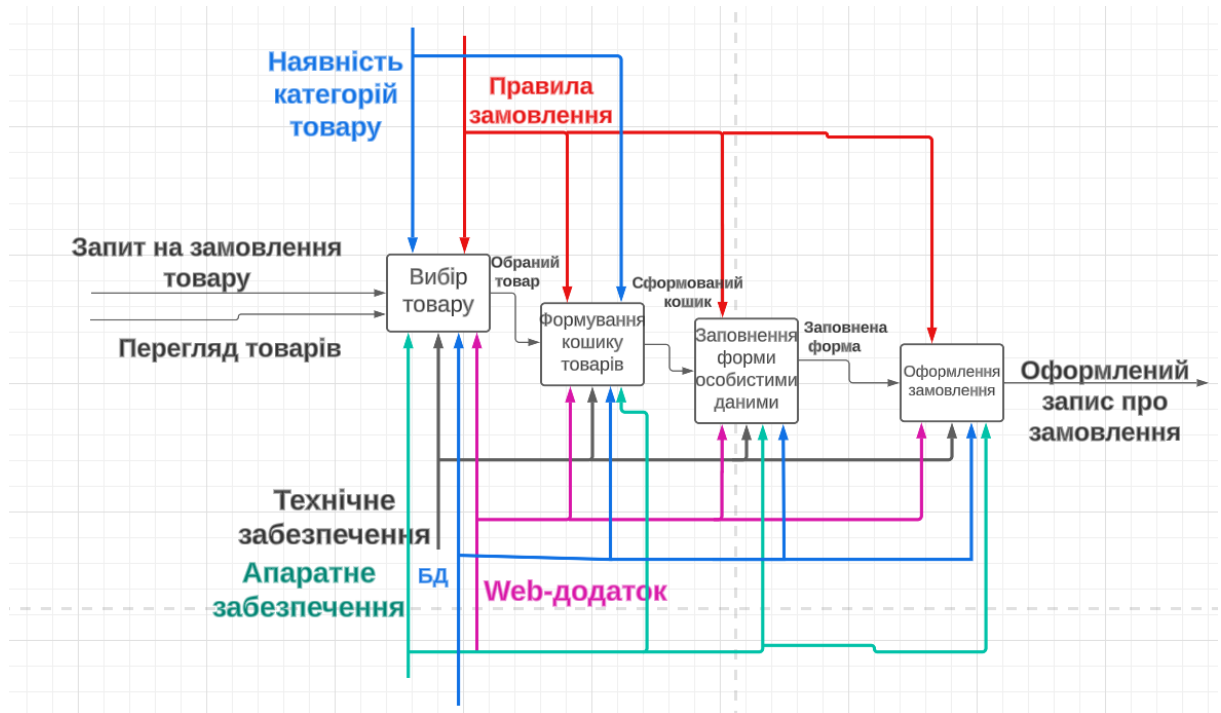 Наявність
категорій
товару
Правила
замовлення
Запит на замовлення
товару
Перегляд товарів
Вибір
товару
Обраний
товар
Формування
кошику
товарів
Сформований
кошик
Заповнення
форми
особистими
даними
Заповнена
форма
Оформлення
замовлення
Оформлений
запис про
замовлення
Технічне
забезпечення
Апаратне
забезпечення
БД
Web-додаток